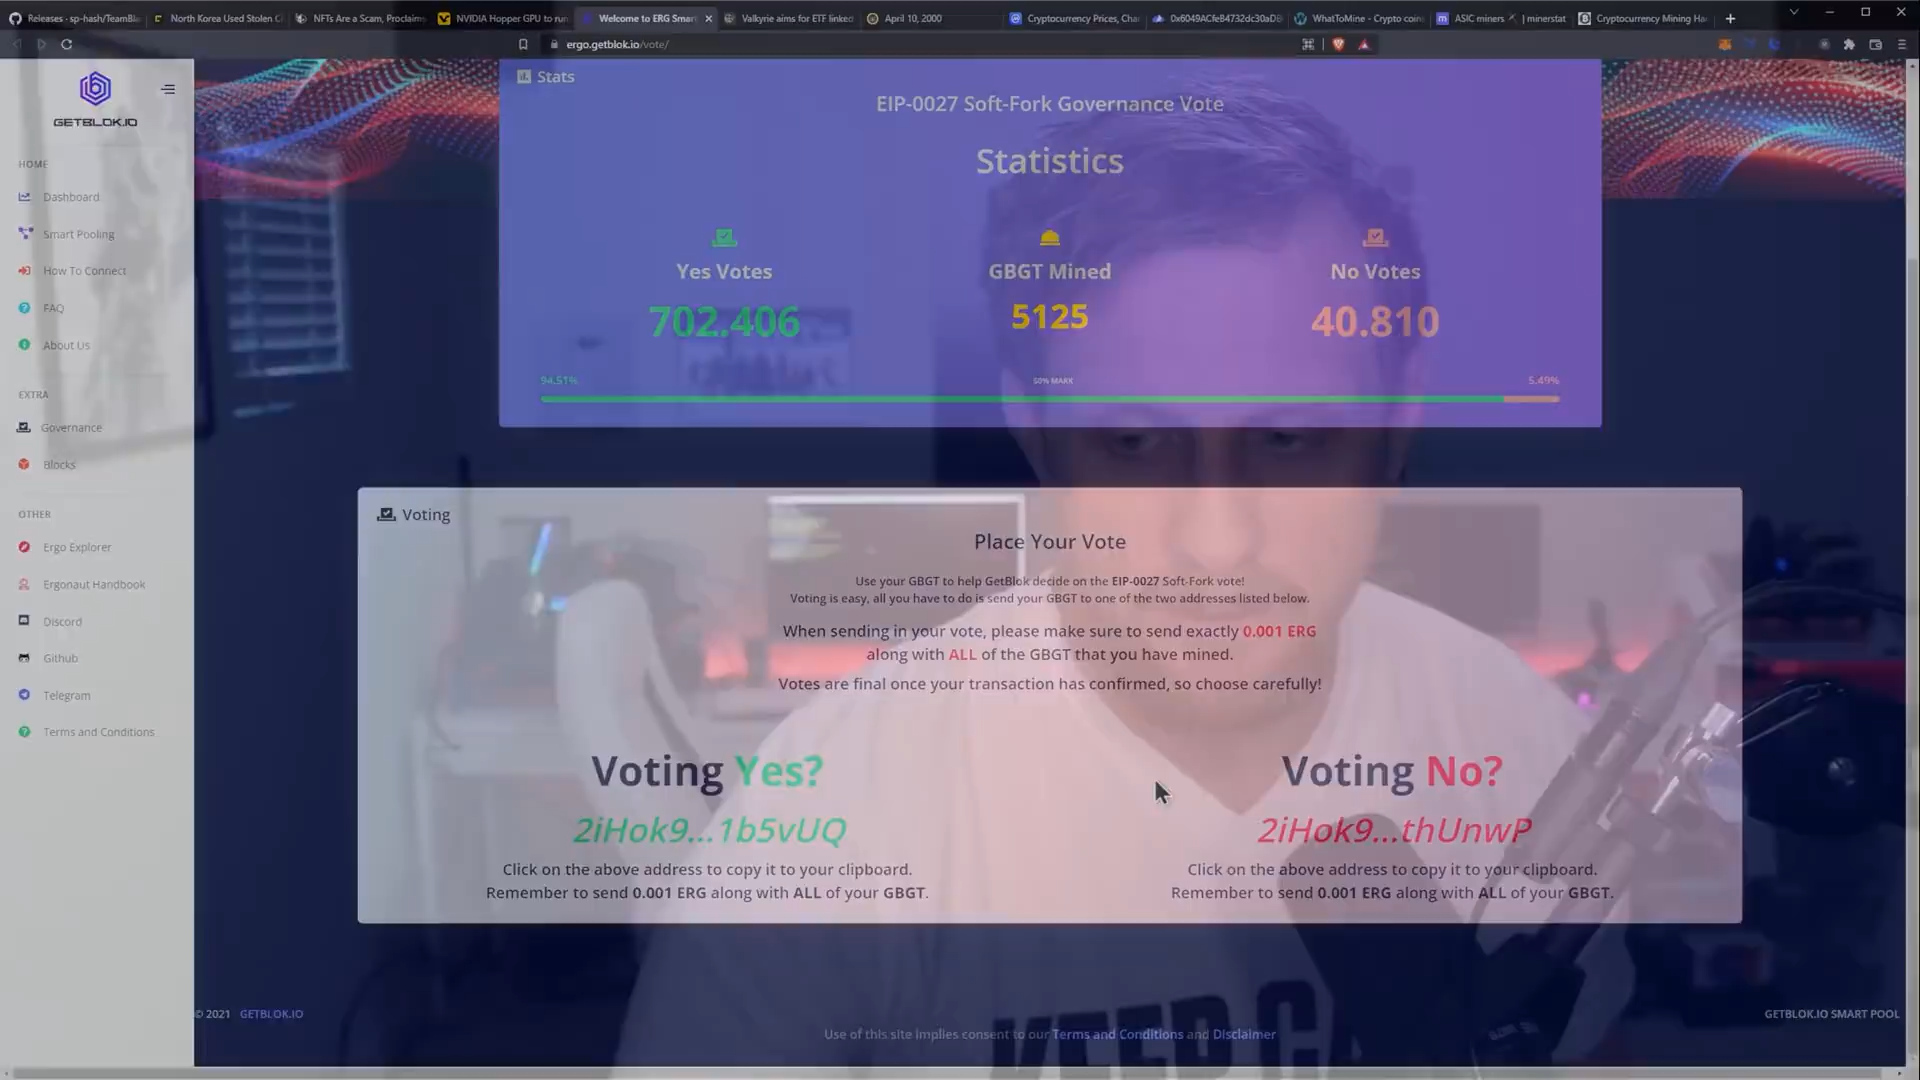 Releases - sp-hash/TeamBla
North Korea Used Stolen C
NFTs Are a Scam, Proclaims
NVIDIA Hopper GPU to run
Welcome to ERG Smar
Valkyrie aims for ETF linked
April 10, 2000
Cryptocurrency Prices, Cha
0x6049ACfeB4732dc30aDB
WhatToMine - Crypto coins
ASIC miners
| minerstat
Cryptocurrency Mining Ha
ergo.getblok.io/vote/
GETBLOK.IO
HOME
Dashboard
Smart Pooling
How To Connect
FAQ
About Us
EXTRA
Governance
Blocks
OTHER
Ergo Explorer
Ergonaut Handbook
Discord
Github
Telegram
Terms and Conditions
Stats
EIP-0027 Soft-Fork Governance Vote
Statistics
Yes Votes
GBGT Mined
No Votes
702.406
5125
40.810
94.51%
50% MARK
5.49%
Voting
Place Your Vote
Use your GBGT to help GetBlok decide on the EIP-0027 Soft-Fork vote!
Voting is easy, all you have to do is send your GBGT to one of the two addresses listed below.
When sending in your vote, please make sure to send exactly 0.001 ERG
along with ALL of the GBGT that you have mined.
Votes are final once your transaction has confirmed, so choose carefully!
Voting Yes?
2iHok9...1b5vUQ
Click on the above address to copy it to your clipboard.
Remember to send 0.001 ERG along with ALL of your GBGT.
Voting No?
2iHok9...thUnwP
Click on the above address to copy it to your clipboard.
Remember to send 0.001 ERG along with ALL of your GBGT.
© 2021 GETBLOK.IO
GETBLOK.IO SMART POOL
Use of this site implies consent to our Terms and Conditions and Disclaimer
KEEP CA